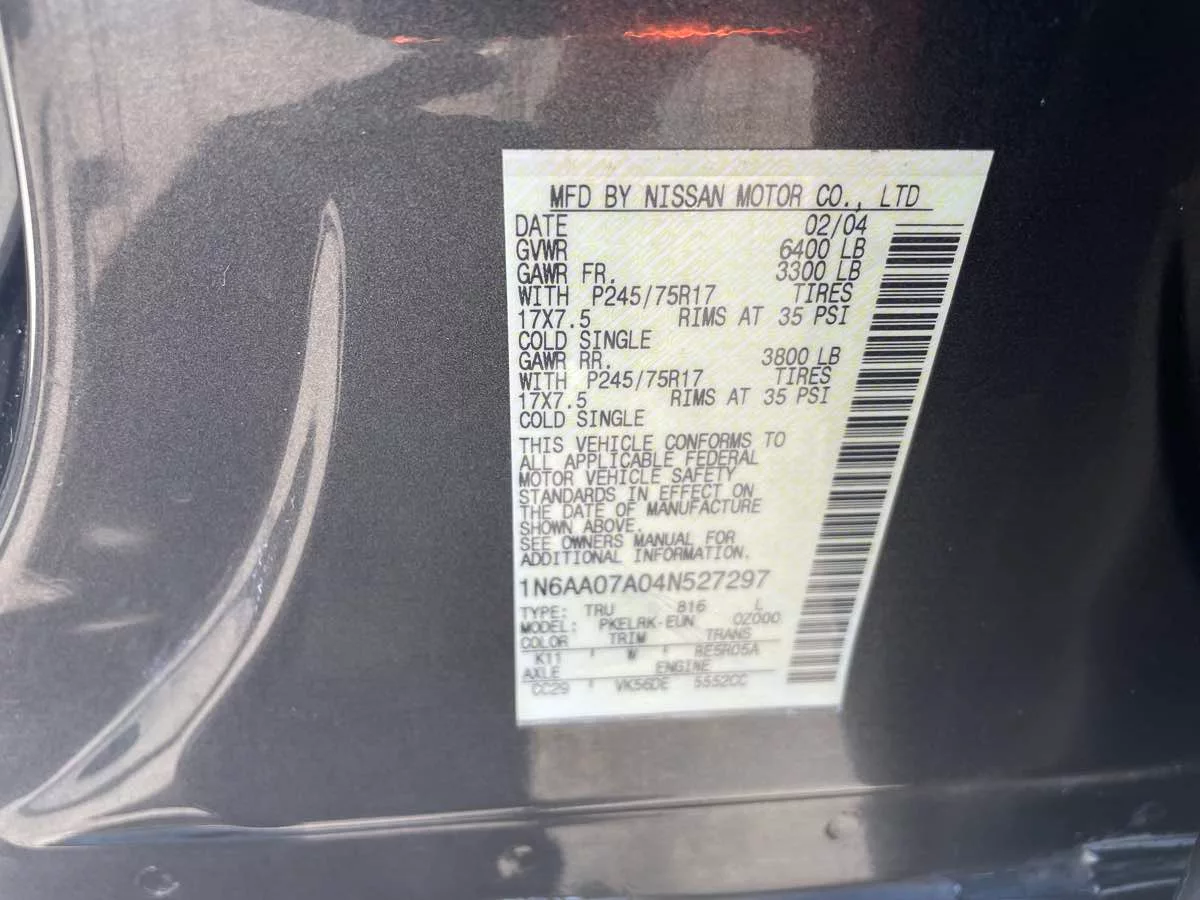 MFD BY NISSAN MOTOR CO., LTD
DATE 02/04
GVWR 6400 LB
GAWR FR. 3300 LB
WITH P245/75R17 TIRES
17X7.5 RIMS AT 35 PSI
COLD SINGLE
GAWR RR. 3800 LB
WITH P245/75R17 TIRES
17X7.5 RIMS AT 35 PSI
COLD SINGLE
THIS VEHICLE CONFORMS TO
ALL APPLICABLE FEDERAL
MOTOR VEHICLE SAFETY
STANDARDS IN EFFECT ON
THE DATE OF MANUFACTURE
SHOWN ABOVE.
SEE OWNERS MANUAL FOR
ADDITIONAL INFORMATION.
1N6AA07A04N527297
TYPE: TRU 816 L
MODEL: PKELRK-EUN OZ000
COLOR TRIM TRANS
K11 ' W ' RE5R05A
AXLE ENGINE
CC29 ' VK56DE 5552CC